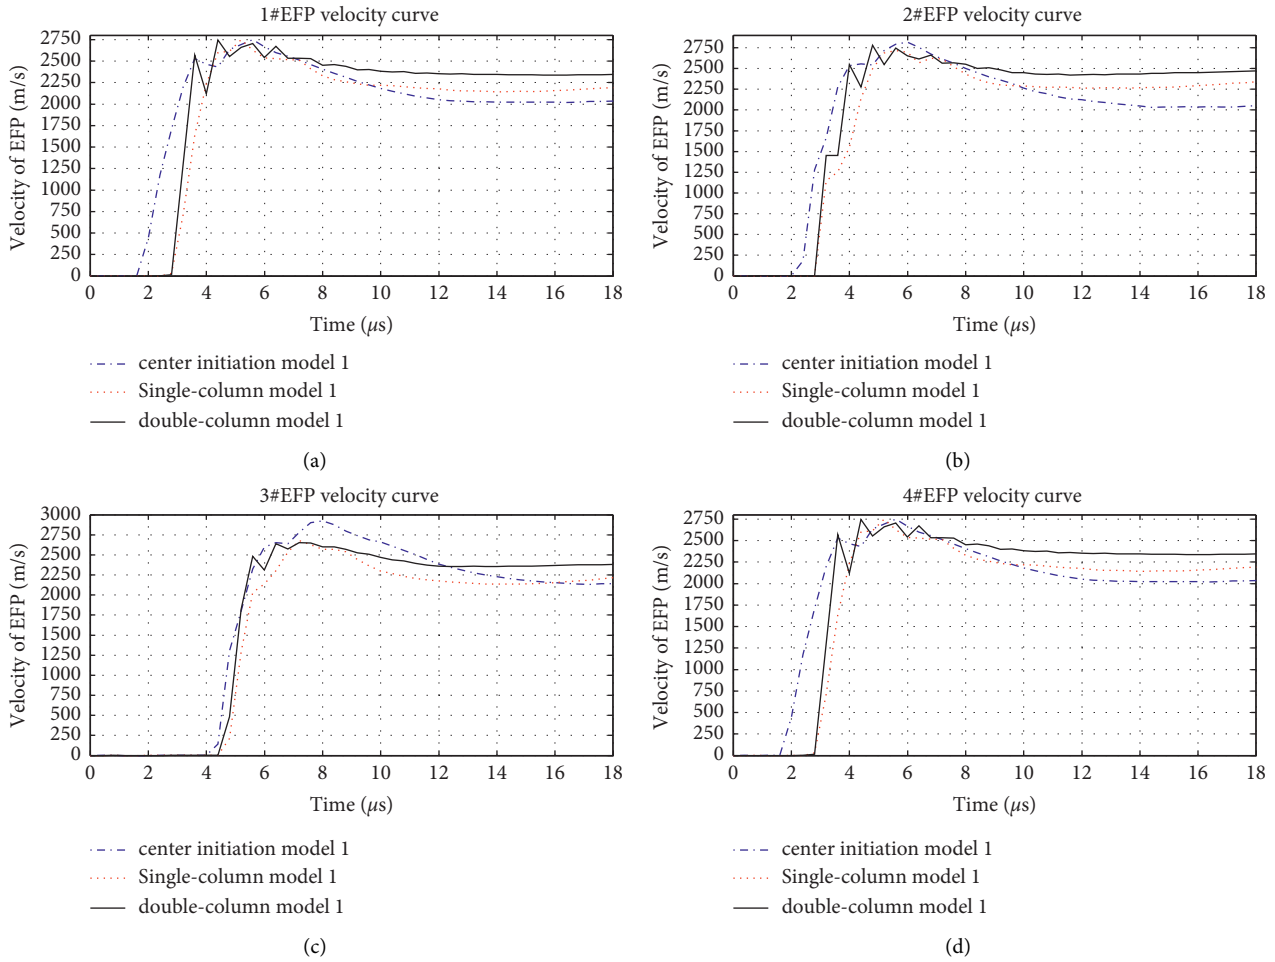 1#EFP velocity curve
2750
2500
2250
2000
1750
1500
1250
1000
750
500
250
0
Velocity of EFP (m/s)
0 2 4 6 8 10 12 14 16 18
Time (μs)
center initiation model 1
Single-column model 1
double-column model 1
(a)
2#EFP velocity curve
2750
2500
2250
2000
1750
1500
1250
1000
750
500
250
0
Velocity of EFP (m/s)
0 2 4 6 8 10 12 14 16 18
Time (μs)
center initiation model 1
Single-column model 1
double-column model 1
(b)
3#EFP velocity curve
3000
2750
2500
2250
2000
1750
1500
1250
1000
750
500
250
0
Velocity of EFP (m/s)
0 2 4 6 8 10 12 14 16 18
Time (μs)
center initiation model 1
Single-column model 1
double-column model 1
(c)
4#EFP velocity curve
2750
2500
2250
2000
1750
1500
1250
1000
750
500
250
0
Velocity of EFP (m/s)
0 2 4 6 8 10 12 14 16 18
Time (μs)
center initiation model 1
Single-column model 1
double-column model 1
(d)